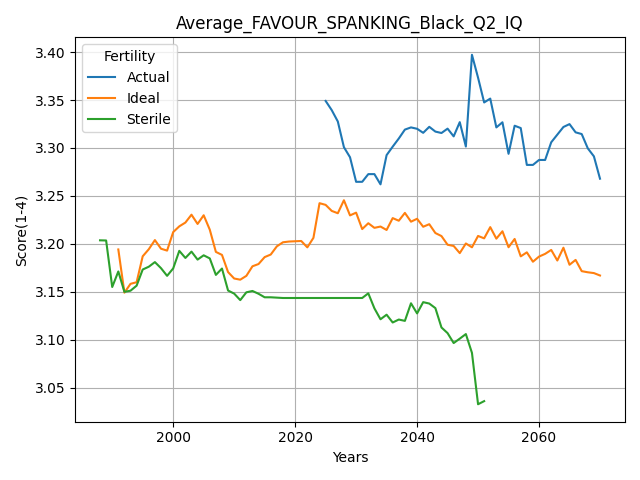 Average_FAVOUR_SPANKING_Black_Q2_IQ
Fertility
Actual
Ideal
Sterile
Score(1-4)
3.40
3.35
3.30
3.25
3.20
3.15
3.10
3.05
2000
2020
2040
2060
Years